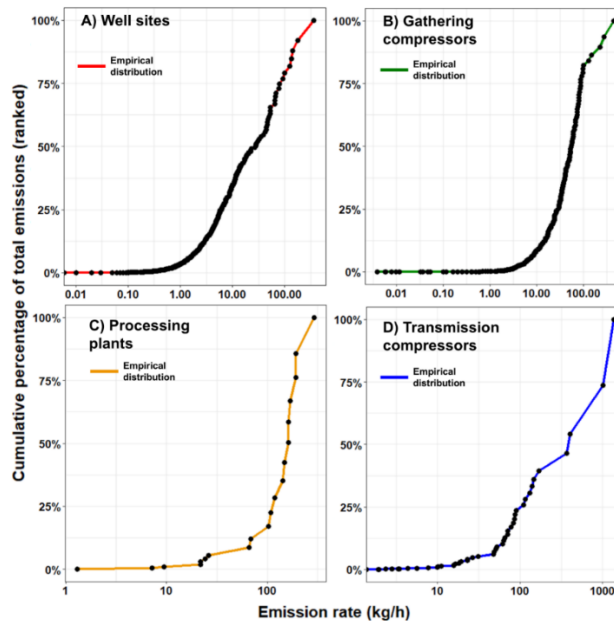 Cumulative percentage of total emissions (ranked)
A) Well sites
Empirical
distribution
100%
75%
50%
25%
0%
0.01 0.10 1.00 10.00 100.00
B) Gathering
compressors
Empirical
distribution
100%
75%
50%
25%
0%
0.01 0.10 1.00 10.00 100.00
C) Processing
plants
Empirical
distribution
100%
75%
50%
25%
0%
1 10 100
D) Transmission
compressors
Empirical
distribution
100%
75%
50%
25%
0%
10 100 1000
Emission rate (kg/h)